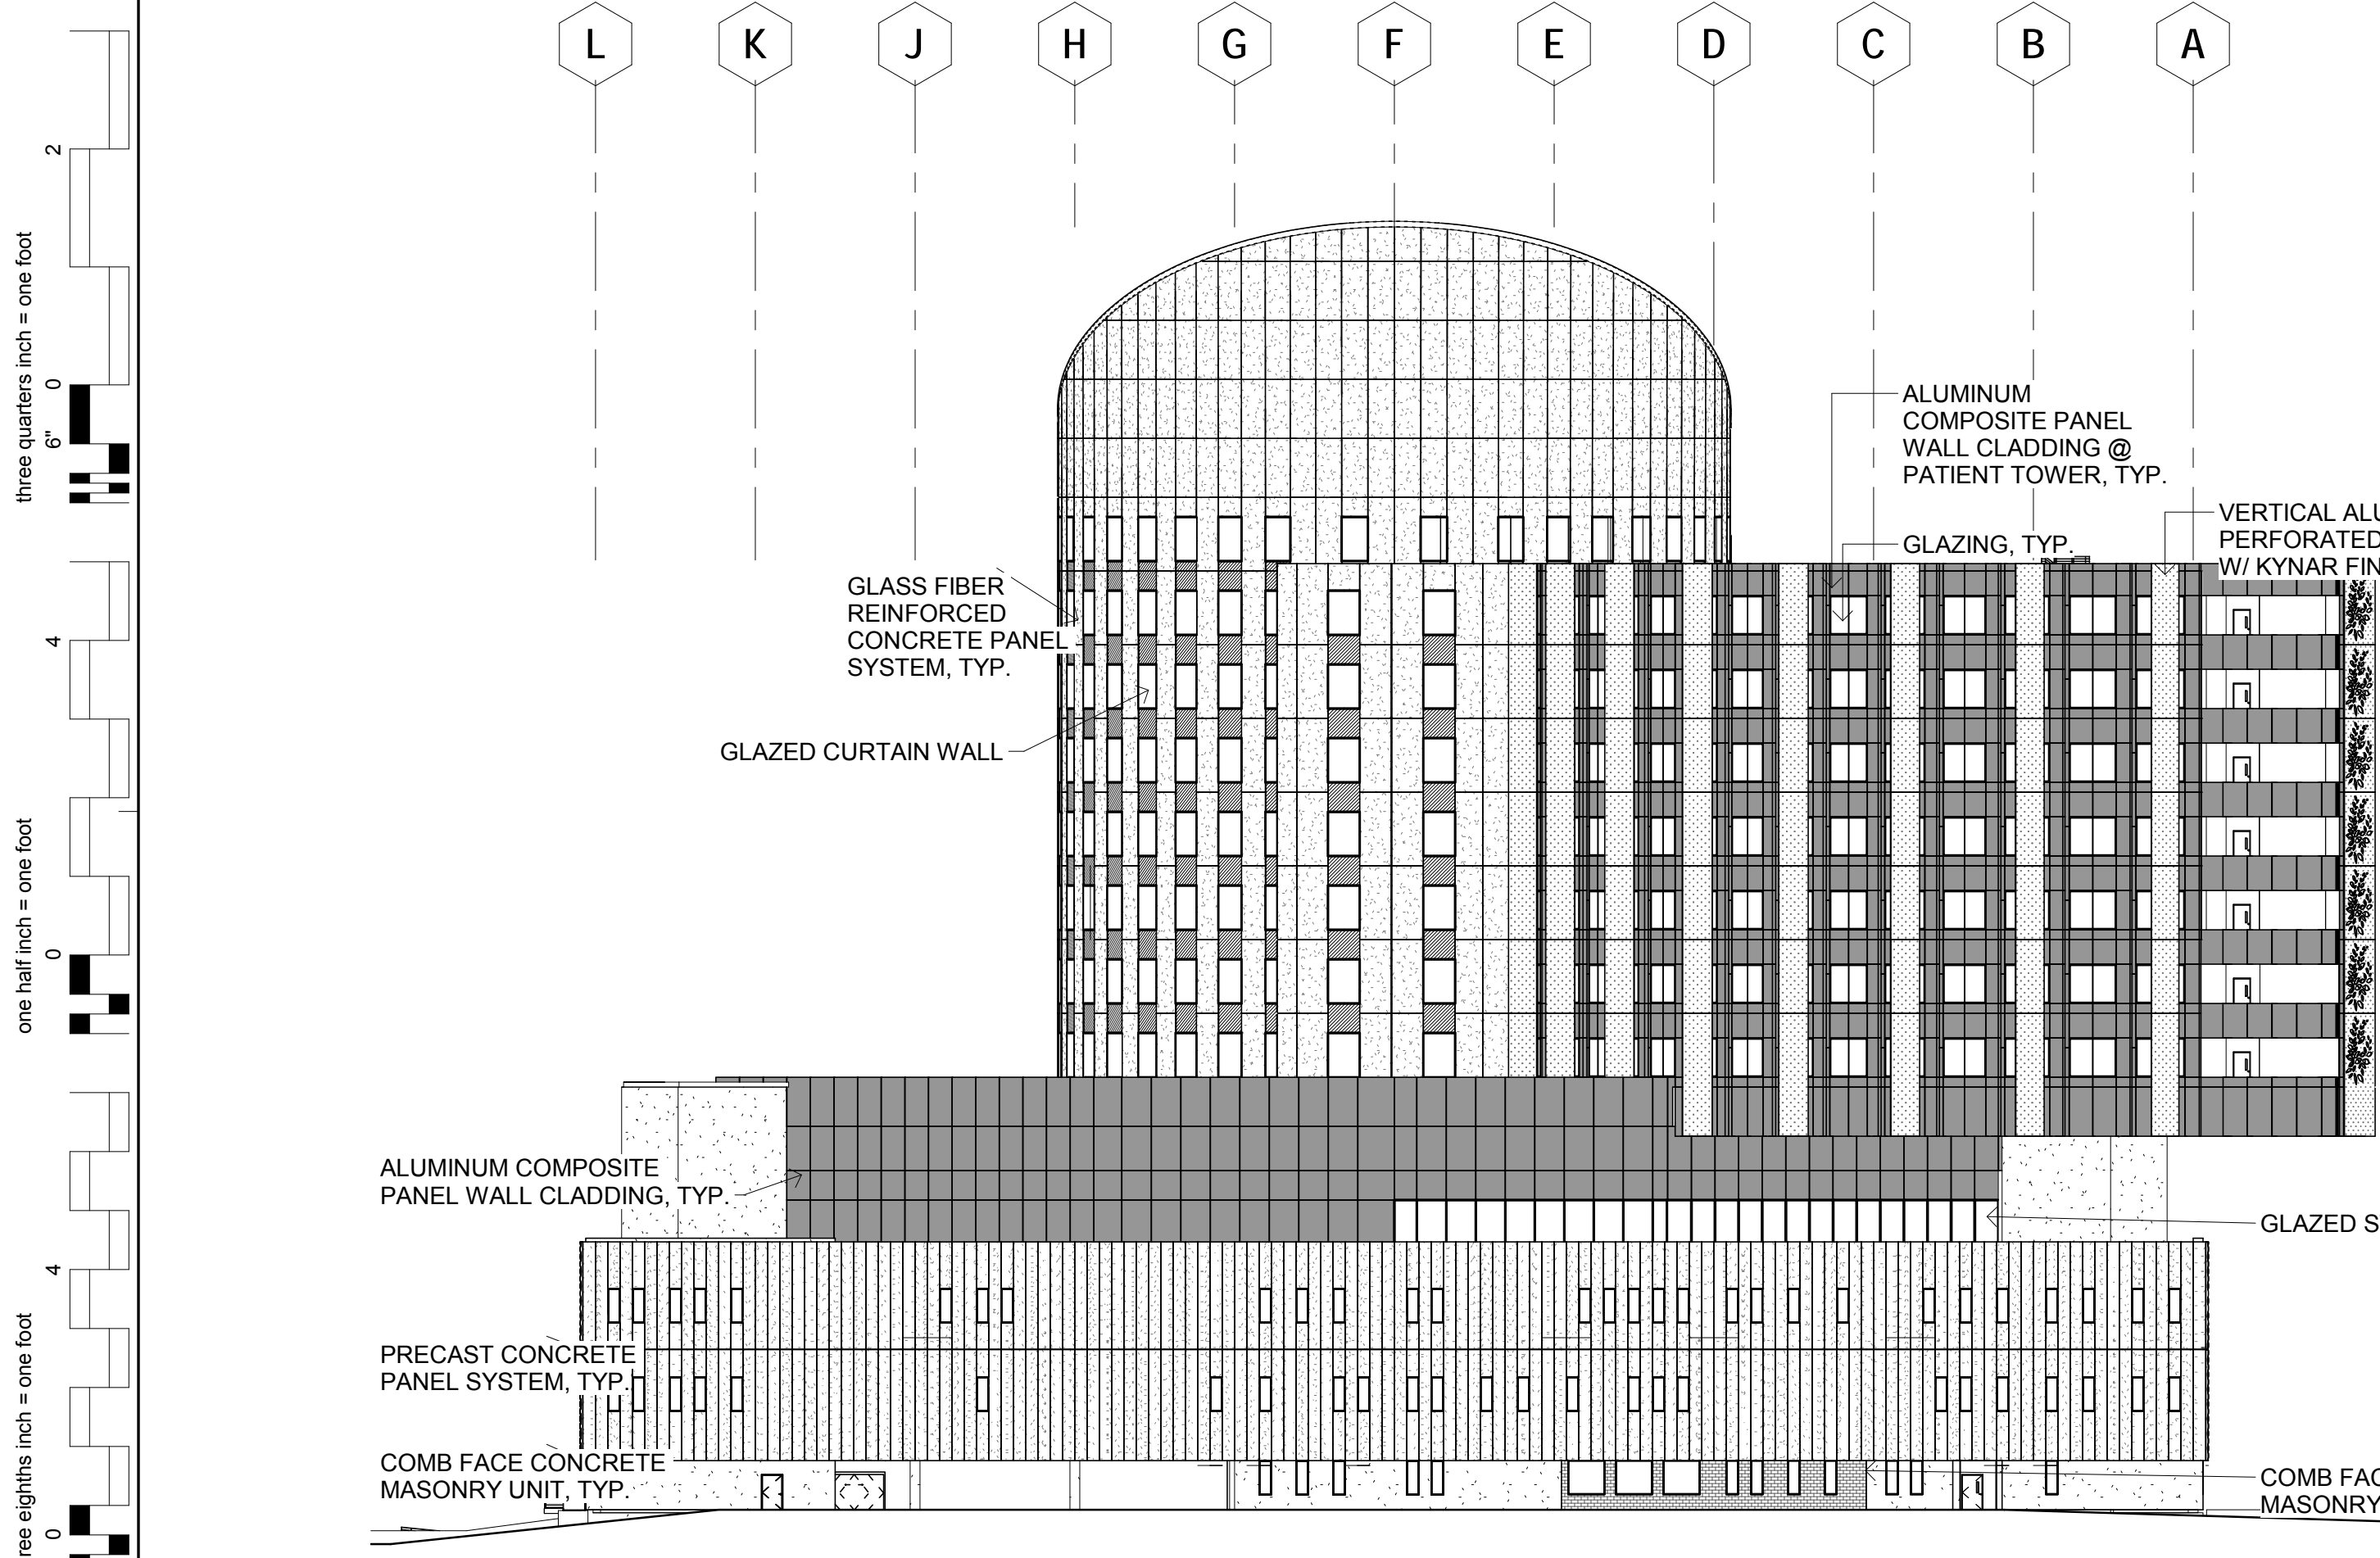 L K J H G F E D C B A
2
three quarters inch = one foot
0
6"
ALUMINUM
COMPOSITE PANEL
WALL CLADDING @
PATIENT TOWER, TYP.
VERTICAL ALU
PERFORATED
W/ KYNAR FIN
GLAZING, TYP.
GLASS FIBER
REINFORCED
CONCRETE PANEL
SYSTEM, TYP.
4
GLAZED CURTAIN WALL
one half inch = one foot
0
ALUMINUM COMPOSITE
PANEL WALL CLADDING, TYP.
GLAZED S
4
PRECAST CONCRETE
PANEL SYSTEM, TYP.
ree eighths inch = one foot
COMB FACE CONCRETE
MASONRY UNIT, TYP.
COMB FAC
MASONRY
0